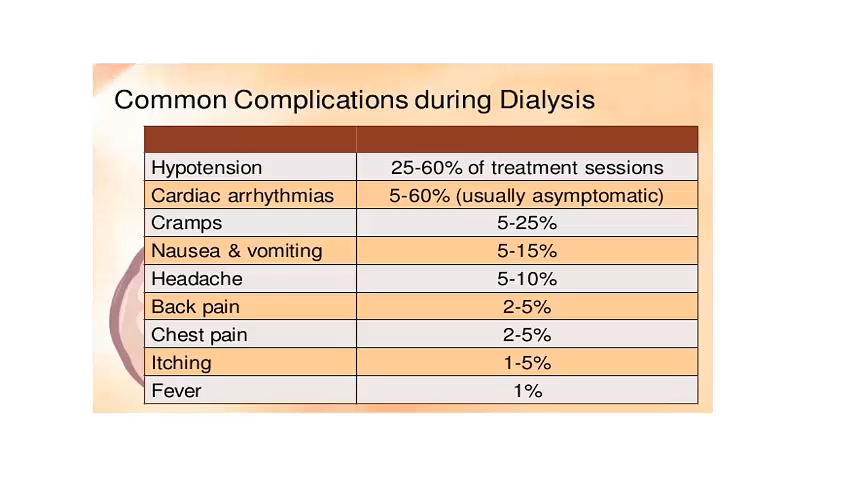 Common Complications during Dialysis
Hypotension 25-60% of treatment sessions
Cardiac arrhythmias 5-60% (usually asymptomatic)
Cramps 5-25%
Nausea & vomiting 5-15%
Headache 5-10%
Back pain 2-5%
Chest pain 2-5%
Itching 1-5%
Fever 1%